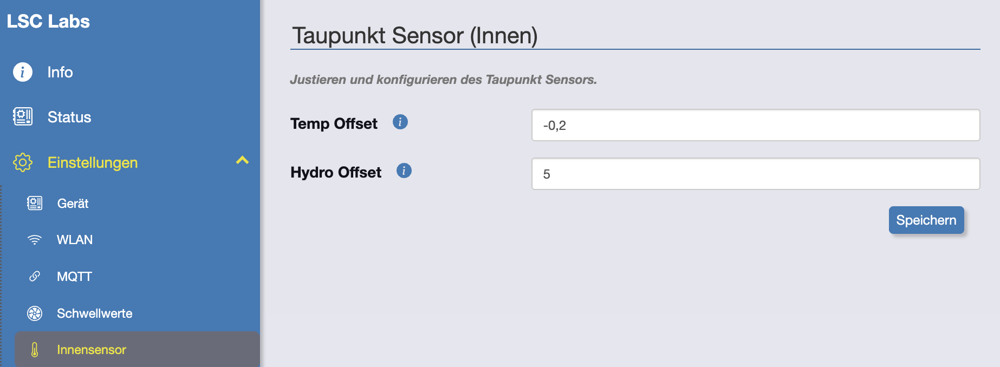 LSC Labs
Info
Status
Einstellungen
Gerät
WLAN
MQTT
Schwellwerte
Innensensor
Taupunkt Sensor (Innen)
Justieren und konfigurieren des Taupunkt Sensors.
Temp Offset i -0,2
Hydro Offset i 5
Speichern